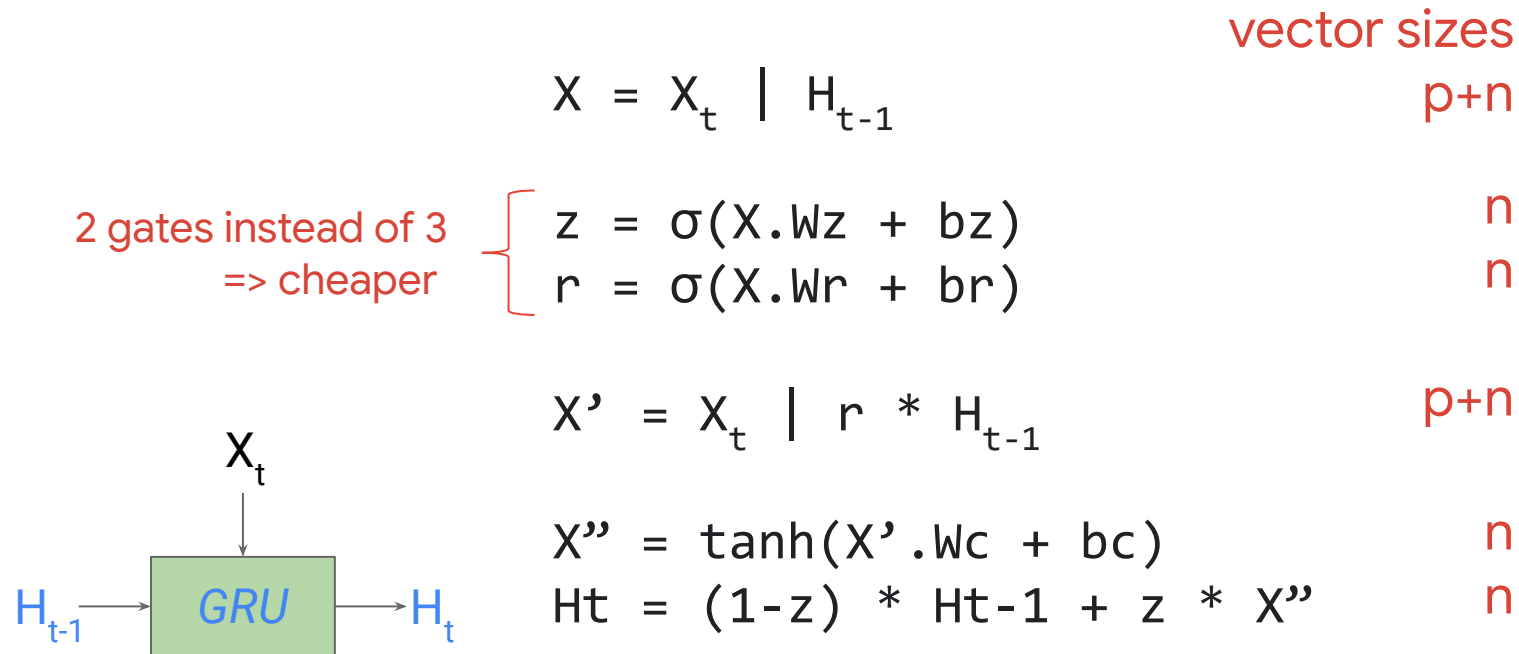 vector sizes
X = Xt | Ht-1 p+n
2 gates instead of 3
=> cheaper
z = σ(X.Wz + bz) n
r = σ(X.Wr + br) n
X’ = Xt | r * Ht-1 p+n
X” = tanh(X’.Wc + bc) n
Ht = (1-z) * Ht-1 + z * X” n
Xt
Ht-1 GRU Ht